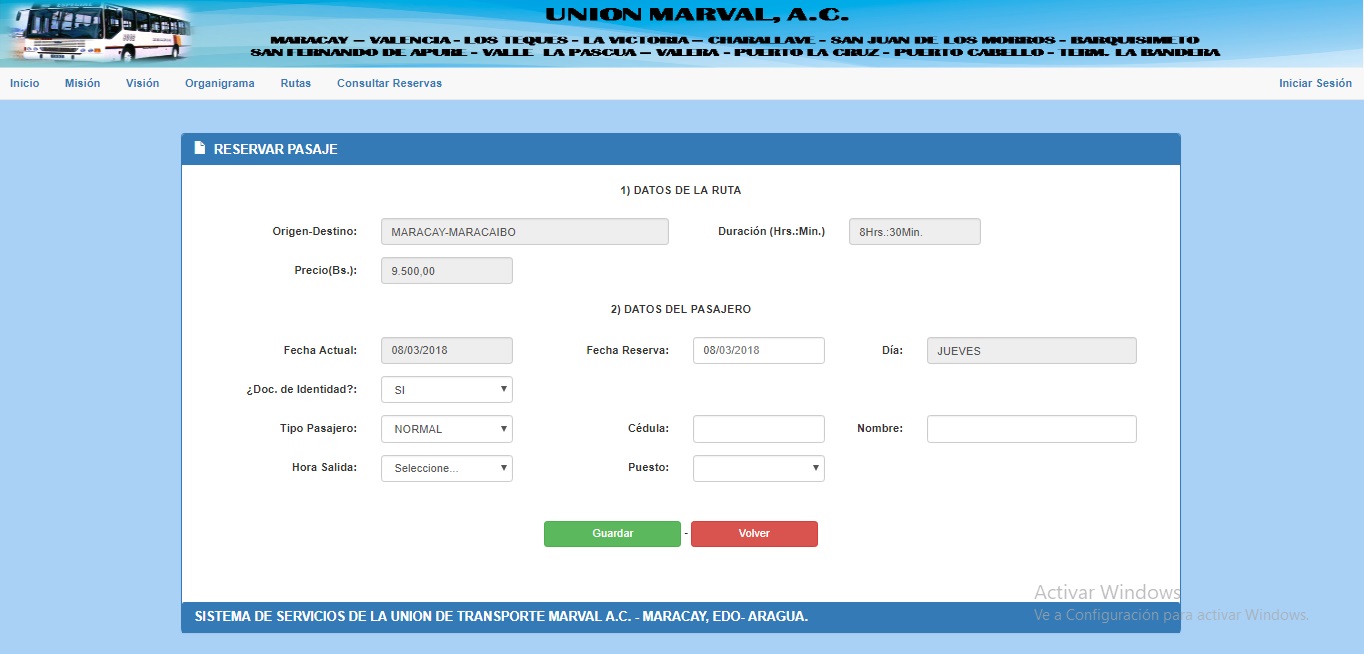 UNION MARVAL, A.C.
MARACAY – VALENCIA - LOS TEQUES - LA VICTORIA – CHARALLAVE - SAN JUAN DE LOS MORROS - BARQUISIMETO
SAN FERNANDO DE APURE - VALLE LA PASCUA – VALERA - PUERTO LA CRUZ - PUERTO CABELLO - TERM. LA BANDERA
Inicio Misión Visión Organigrama Rutas Consultar Reservas Iniciar Sesión
RESERVAR PASAJE
1) DATOS DE LA RUTA
Origen-Destino: MARACAY-MARACAIBO Duración (Hrs.:Min.) 8Hrs.:30Min.
Precio(Bs.): 9.500,00
2) DATOS DEL PASAJERO
Fecha Actual: 08/03/2018 Fecha Reserva: 08/03/2018 Día: JUEVES
¿Doc. de Identidad?: SI
Tipo Pasajero: NORMAL Cédula: Nombre:
Hora Salida: Seleccione... Puesto:
Guardar - Volver
Activar Windows
SISTEMA DE SERVICIOS DE LA UNION DE TRANSPORTE MARVAL A.C. - MARACAY, EDO- ARAGUA.
Ve a Configuración para activar Windows.